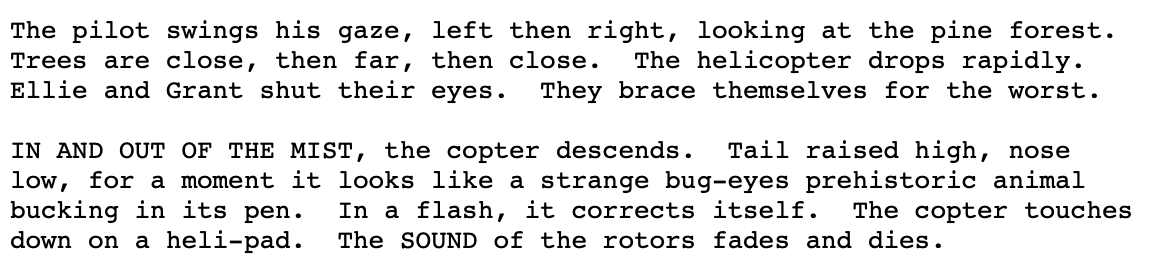 The pilot swings his gaze, left then right, looking at the pine forest.
Trees are close, then far, then close.  The helicopter drops rapidly.
Ellie and Grant shut their eyes.  They brace themselves for the worst.

IN AND OUT OF THE MIST, the copter descends.  Tail raised high, nose
low, for a moment it looks like a strange bug-eyes prehistoric animal
bucking in its pen.  In a flash, it corrects itself.  The copter touches
down on a heli-pad.  The SOUND of the rotors fades and dies.